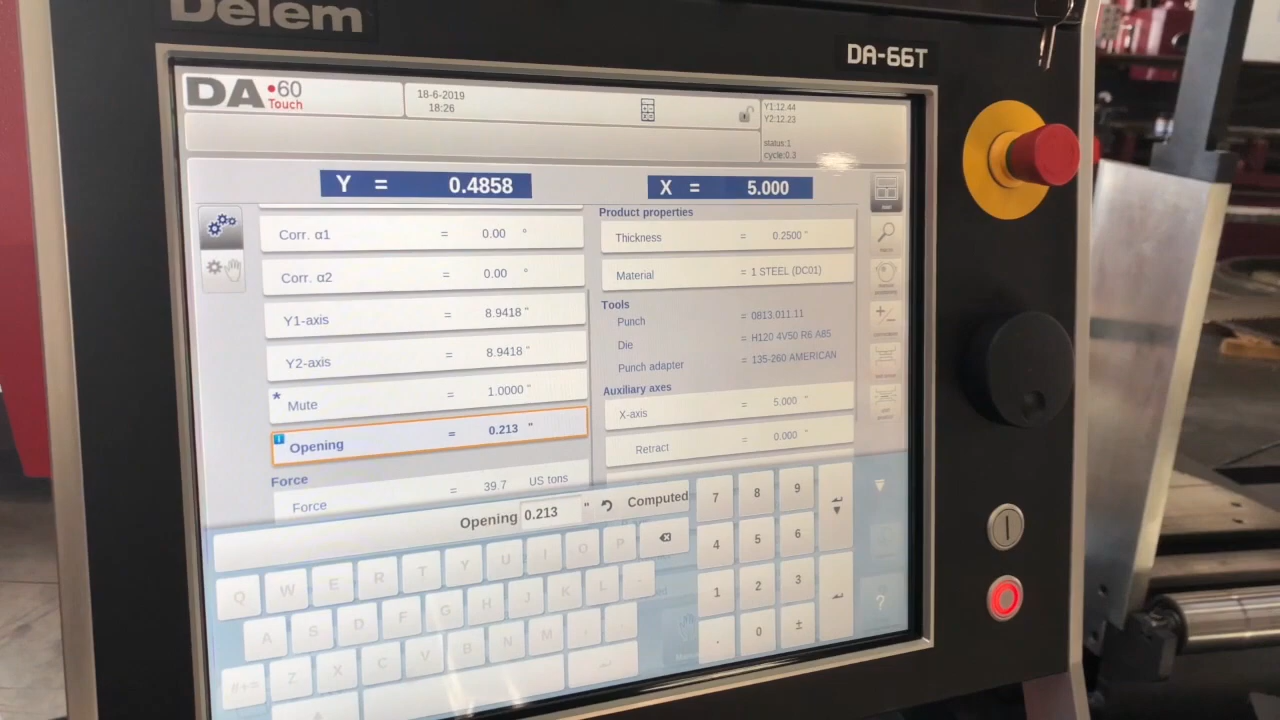 Delem
DA-66T
DA•60
Touch
18-6-2019
18:26
Y1:12.44
Y2:12.23
status:1
cycle:0.3
Y = 0.4858
X = 5.000
Corr. α1 = 0.00 °
Corr. α2 = 0.00 °
Y1-axis = 8.9418 "
Y2-axis = 8.9418 "
* Mute = 1.0000 "
i Opening = 0.213 "
Force
Force = 39.7 US tons
Product properties
Thickness = 0.2500 "
Material = 1 STEEL (DC01)
Tools
Punch = 0813.011.11
Die = H120 4V50 R6 A85
Punch adapter = 135-260 AMERICAN
Auxiliary axes
X-axis = 5.000 "
Retract = 0.000 "
Opening 0.213 " Computed
Q W E R T Y U I O P
A S D F G H J K L
Z X C V B N M
7 8 9
4 5 6
1 2 3
. 0 ±
?